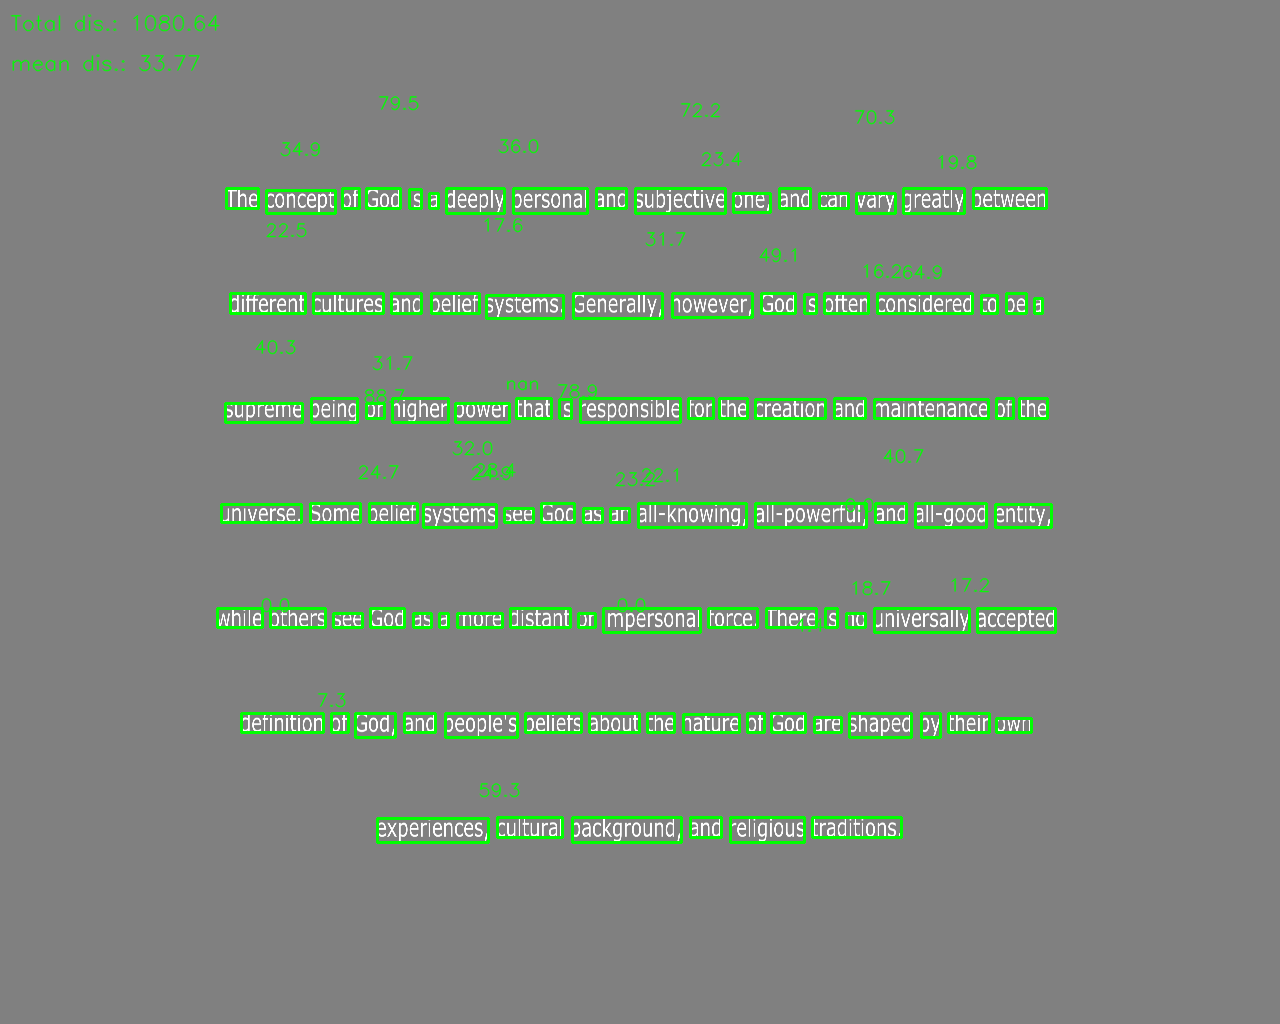 Total dis.: 1080.64
mean dis.: 33.77
79.5 72.2 70.3
34.9 36.0 23.4 19.8
The concept of God is a deeply personal and subjective one, and can vary greatly between
22.5 17.6 31.7 49.1 16.2 64.9
different cultures and belief systems. Generally, however, God is often considered to be a
40.3 31.7 88.7 nan 78.9
supreme being or higher power that is responsible for the creation and maintenance of the
32.0 40.7
24.7 23.2 22.1 0.0
universe. Some belief systems see God as an all-knowing, all-powerful, and all-good entity,
0.0 0.0 18.7 17.2
while others see God as a more distant or impersonal force. There is no universally accepted
7.3
definition of God, and people's beliefs about the nature of God are shaped by their own
59.3
experiences, cultural background, and religious traditions.